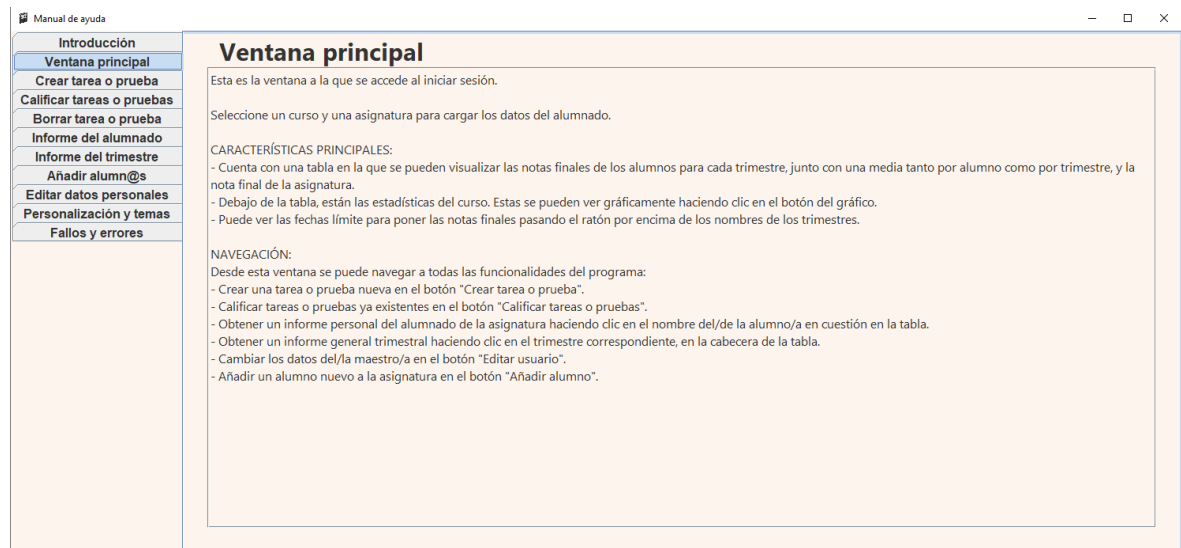 Manual de ayuda
Introducción
Ventana principal
Crear tarea o prueba
Calificar tareas o pruebas
Borrar tarea o prueba
Informe del alumnado
Informe del trimestre
Añadir alumn@s
Editar datos personales
Personalización y temas
Fallos y errores
Ventana principal
Esta es la ventana a la que se accede al iniciar sesión.
Seleccione un curso y una asignatura para cargar los datos del alumnado.
CARACTERÍSTICAS PRINCIPALES:
- Cuenta con una tabla en la que se pueden visualizar las notas finales de los alumnos para cada trimestre, junto con una media tanto por alumno como por trimestre, y la
nota final de la asignatura.
- Debajo de la tabla, están las estadísticas del curso. Estas se pueden ver gráficamente haciendo clic en el botón del gráfico.
- Puede ver las fechas límite para poner las notas finales pasando el ratón por encima de los nombres de los trimestres.
NAVEGACIÓN:
Desde esta ventana se puede navegar a todas las funcionalidades del programa:
- Crear una tarea o prueba nueva en el botón "Crear tarea o prueba".
- Calificar tareas o pruebas ya existentes en el botón "Calificar tareas o pruebas".
- Obtener un informe personal del alumnado de la asignatura haciendo clic en el nombre del/de la alumno/a en cuestión en la tabla.
- Obtener un informe general trimestral haciendo clic en el trimestre correspondiente, en la cabecera de la tabla.
- Cambiar los datos del/la maestro/a en el botón "Editar usuario".
- Añadir un alumno nuevo a la asignatura en el botón "Añadir alumno".